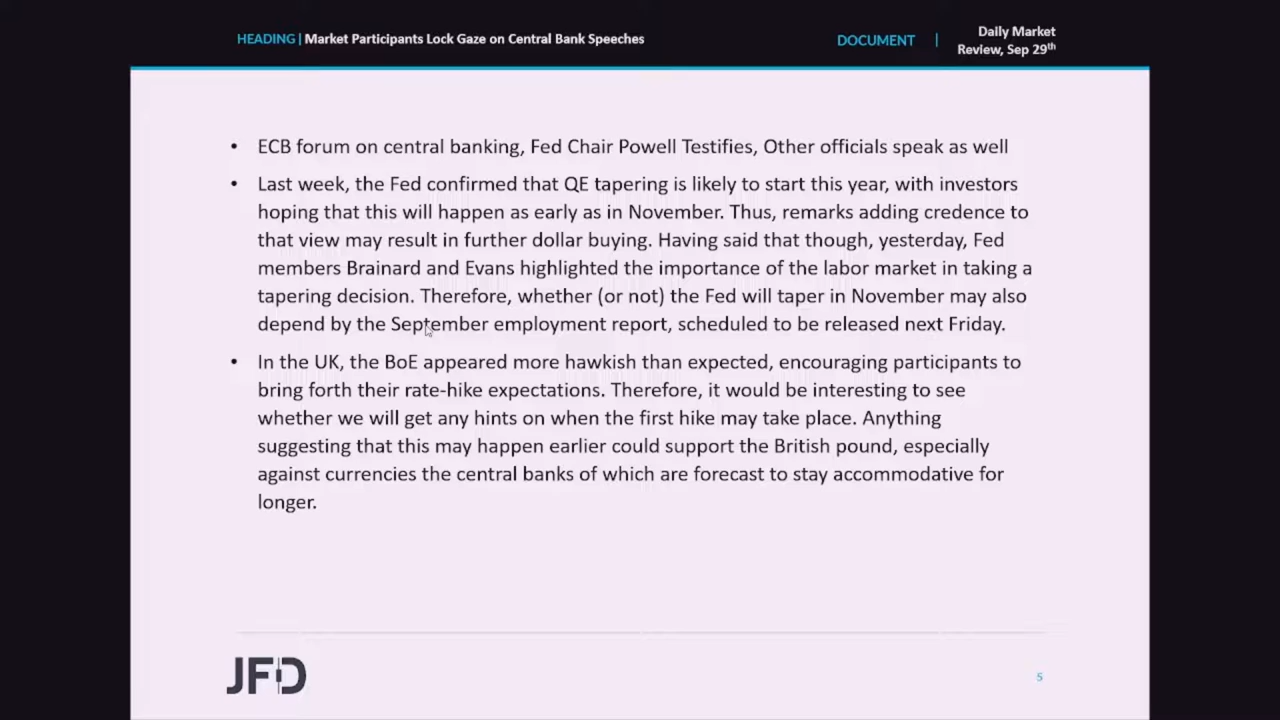 HEADING | Market Participants Lock Gaze on Central Bank Speeches
DOCUMENT | Daily Market
Review, Sep 29th
• ECB forum on central banking, Fed Chair Powell Testifies, Other officials speak as well
• Last week, the Fed confirmed that QE tapering is likely to start this year, with investors
hoping that this will happen as early as in November. Thus, remarks adding credence to
that view may result in further dollar buying. Having said that though, yesterday, Fed
members Brainard and Evans highlighted the importance of the labor market in taking a
tapering decision. Therefore, whether (or not) the Fed will taper in November may also
depend by the September employment report, scheduled to be released next Friday.
• In the UK, the BoE appeared more hawkish than expected, encouraging participants to
bring forth their rate-hike expectations. Therefore, it would be interesting to see
whether we will get any hints on when the first hike may take place. Anything
suggesting that this may happen earlier could support the British pound, especially
against currencies the central banks of which are forecast to stay accommodative for
longer.
JFD
5